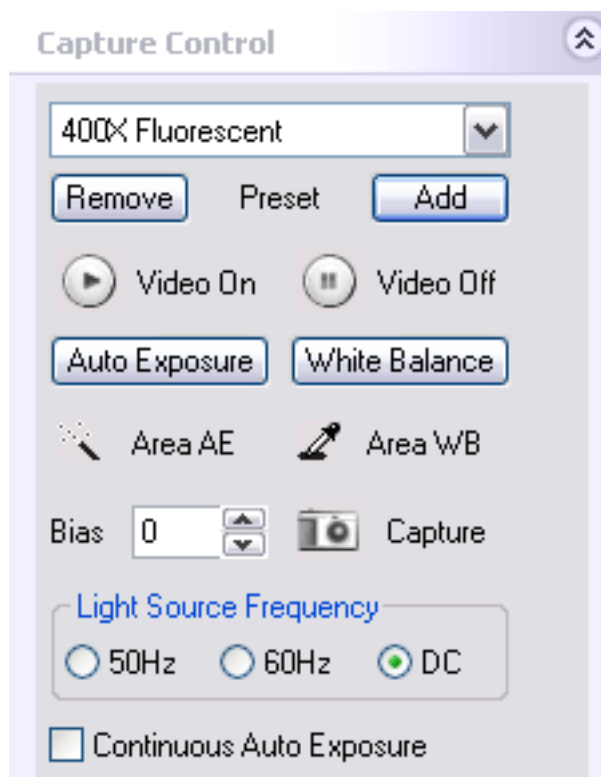 Capture Control
400X Fluorescent
Remove Preset Add
Video On Video Off
Auto Exposure White Balance
Area AE Area WB
Bias 0 Capture
Light Source Frequency
50Hz 60Hz DC
Continuous Auto Exposure